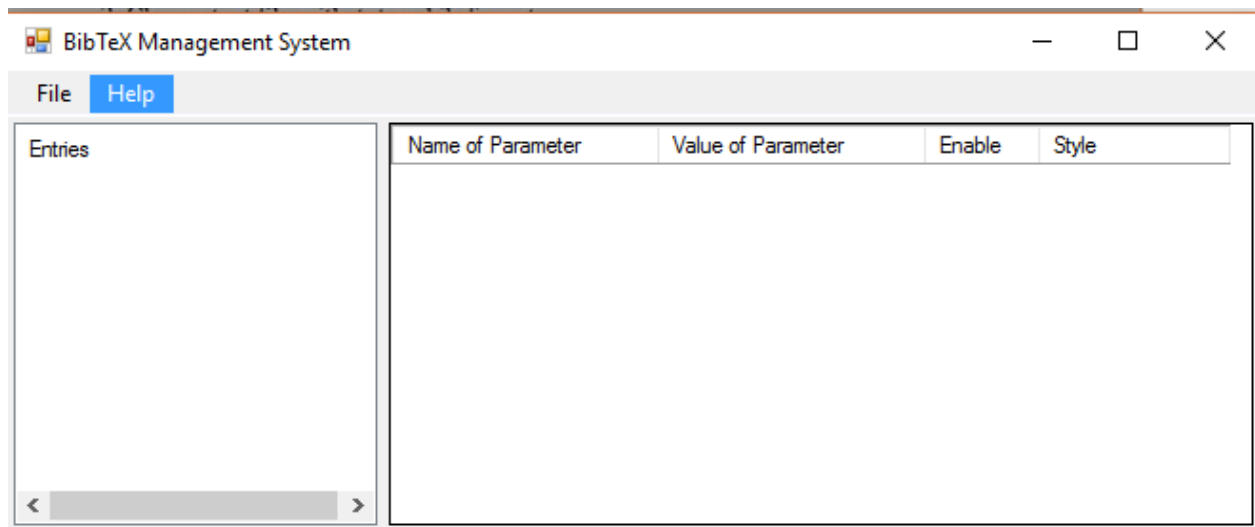 BibTeX Management System
File Help
Entries
Name of Parameter Value of Parameter Enable Style